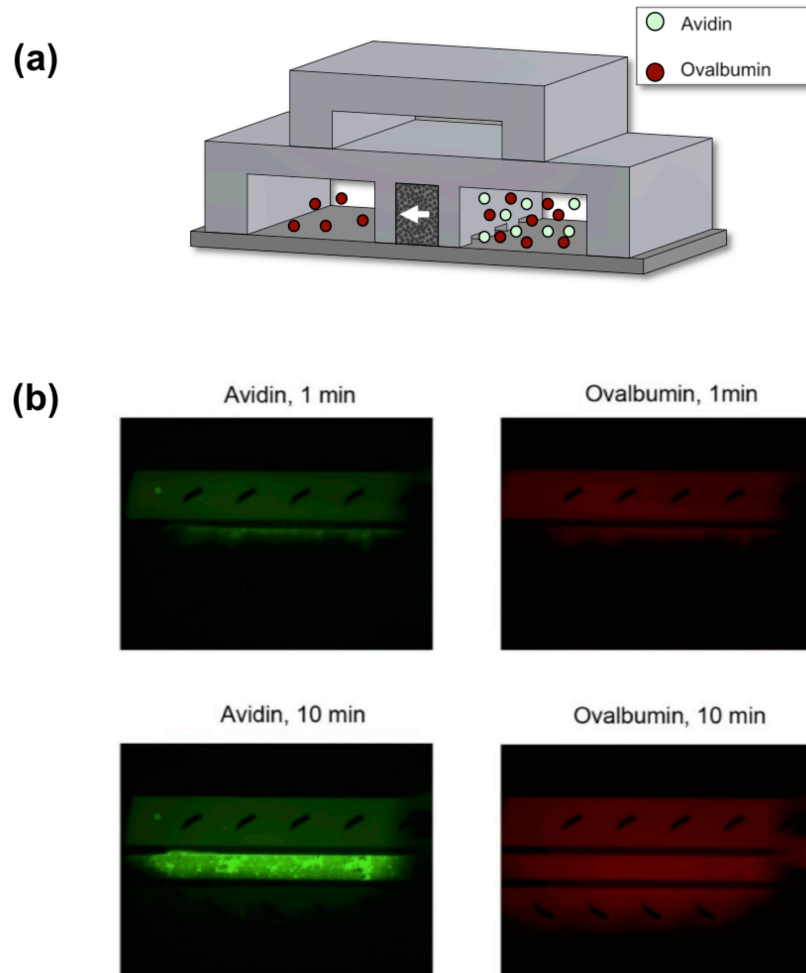 (a)
Avidin
Ovalbumin
(b)
Avidin, 1 min
Ovalbumin, 1min
Avidin, 10 min
Ovalbumin, 10 min